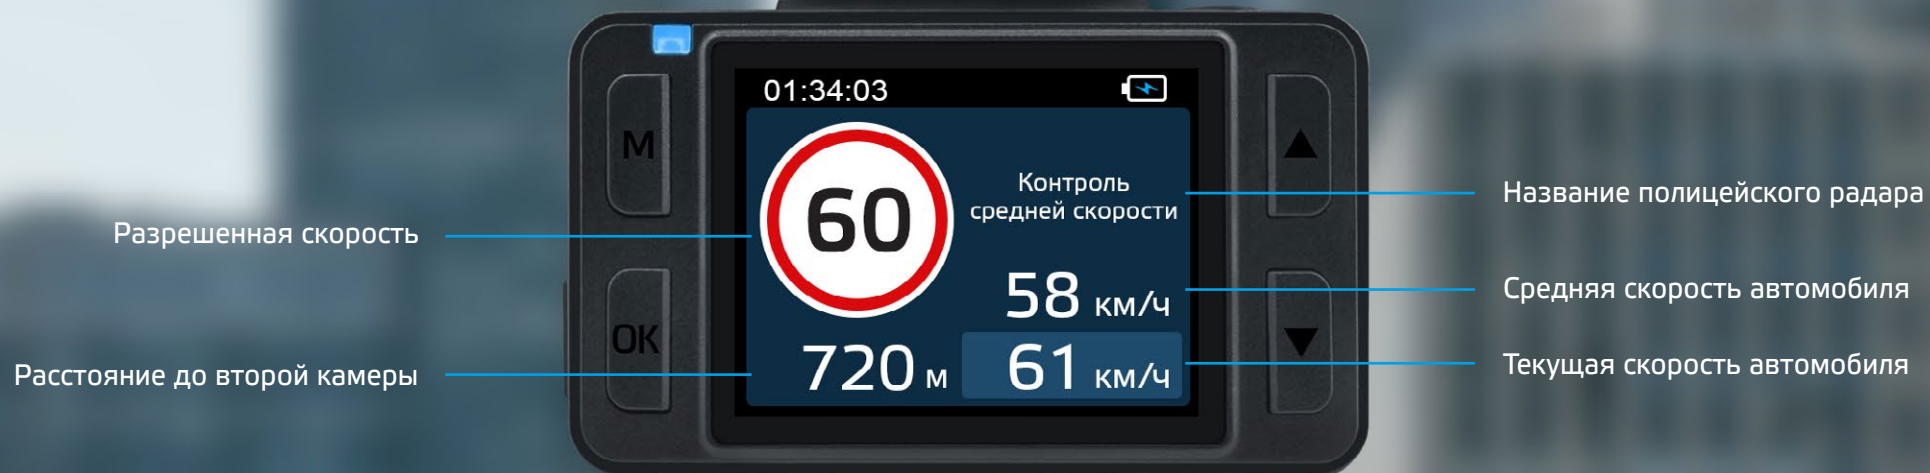 01:34:03
M
60
Контроль
средней скорости
Название полицейского радара
Разрешенная скорость
58 км/ч
Средняя скорость автомобиля
OK
720 м
61 км/ч
Текущая скорость автомобиля
Расстояние до второй камеры